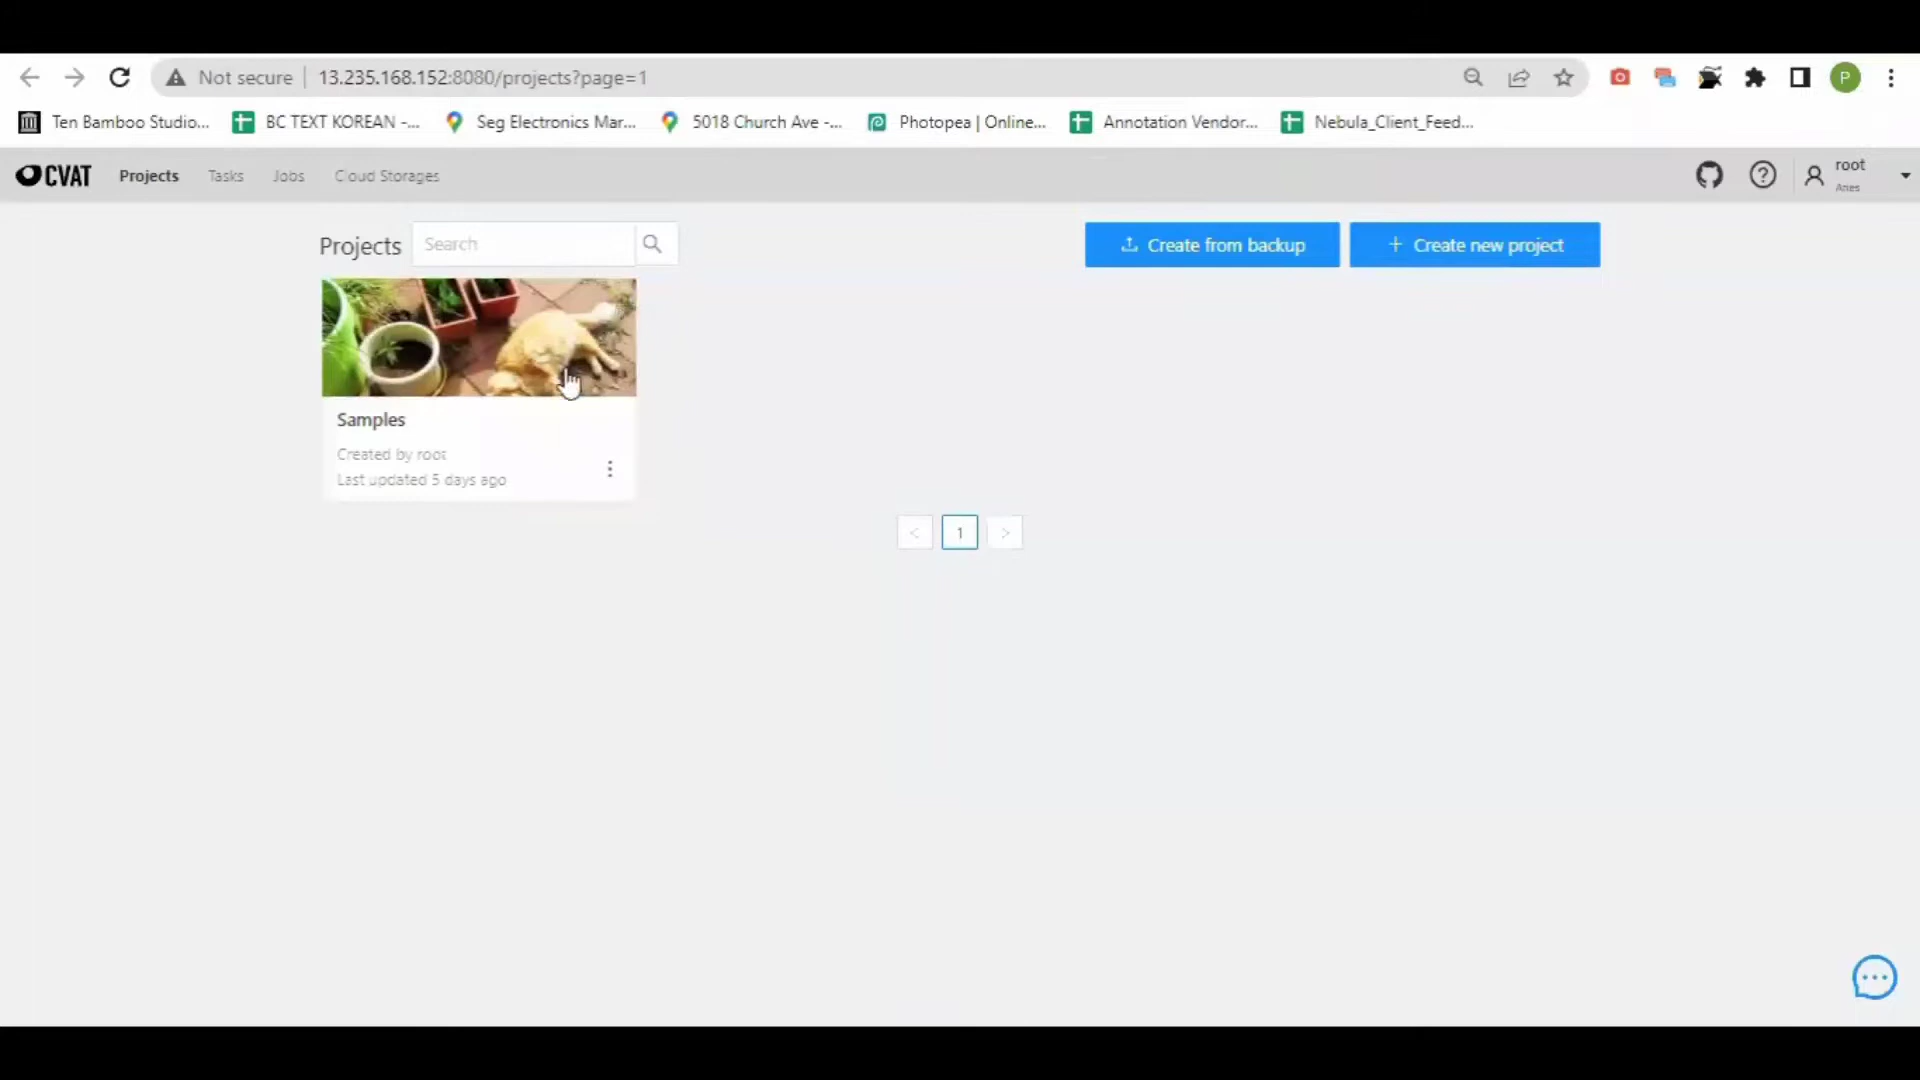 Not secure 13.235.168.152:8080/projects?page=1
P
Ten Bamboo Studio... BC TEXT KOREAN -... Seg Electronics Mar... 5018 Church Ave -... Photopea | Online... Annotation Vendor... Nebula_Client_Feed...
CVAT Projects Tasks Jobs Cloud Storages root
Aries
Projects Search Create from backup + Create new project
Samples
Created by root
Last updated 5 days ago
< 1 >